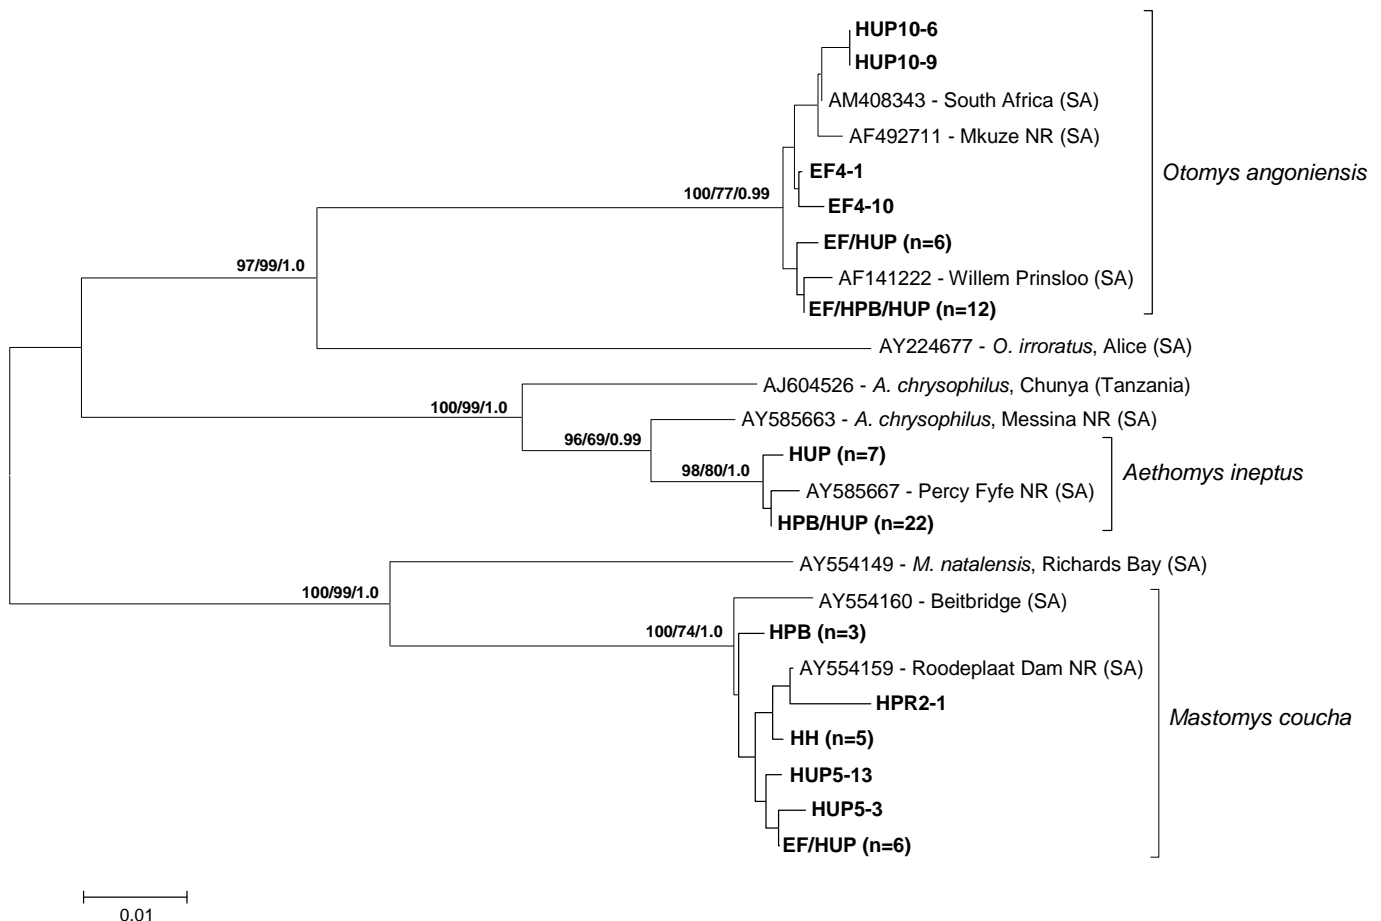 HUP10-6
HUP10-9
AM408343 - South Africa (SA)
AF492711 - Mkuze NR (SA)
EF4-1
Otomys angoniensis
100/77/0.99
EF4-10
EF/HUP (n=6)
97/99/1.0
AF141222 - Willem Prinsloo (SA)
EF/HPB/HUP (n=12)
AY224677 - O. irroratus, Alice (SA)
AJ604526 - A. chrysophilus, Chunya (Tanzania)
100/99/1.0
AY585663 - A. chrysophilus, Messina NR (SA)
96/69/0.99
HUP (n=7)
Aethomys ineptus
98/80/1.0
AY585667 - Percy Fyfe NR (SA)
HPB/HUP (n=22)
AY554149 - M. natalensis, Richards Bay (SA)
100/99/1.0
AY554160 - Beitbridge (SA)
100/74/1.0
HPB (n=3)
AY554159 - Roodeplaat Dam NR (SA)
HPR2-1
Mastomys coucha
HH (n=5)
HUP5-13
HUP5-3
EF/HUP (n=6)
0.01